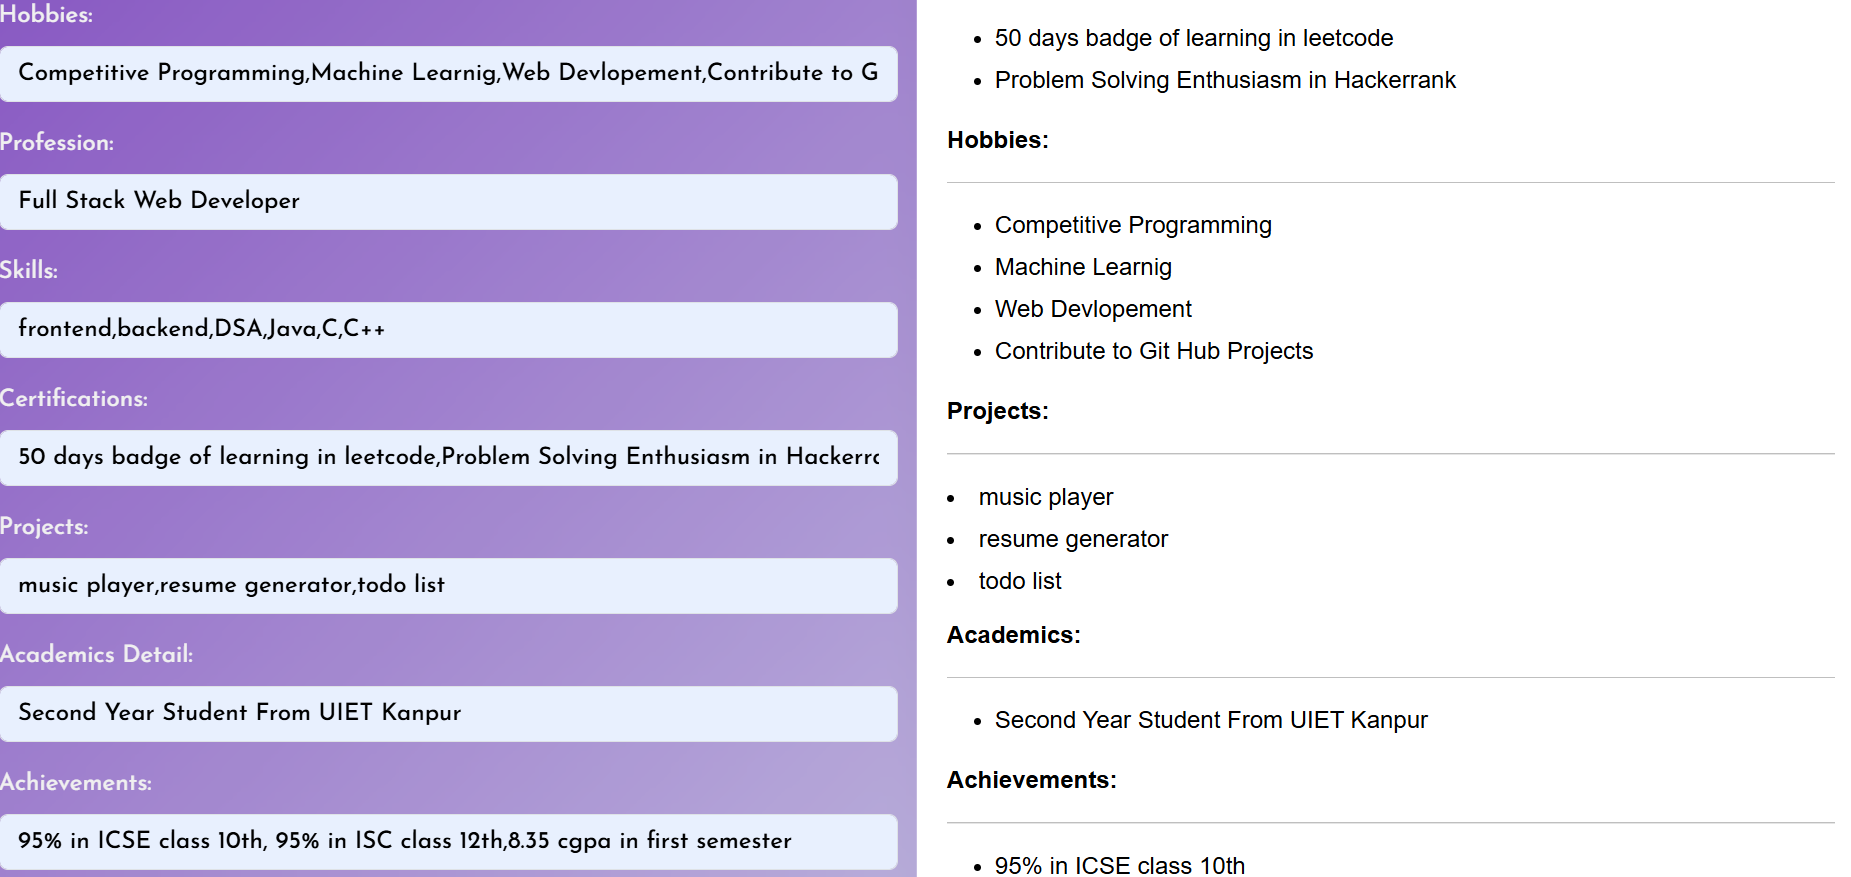 Hobbies:
Competitive Programming,Machine Learnig,Web Devlopement,Contribute to G
Profession:
Full Stack Web Developer
Skills:
frontend,backend,DSA,Java,C,C++
Certifications:
50 days badge of learning in leetcode,Problem Solving Enthusiasm in Hackerr
Projects:
music player,resume generator,todo list
Academics Detail:
Second Year Student From UIET Kanpur
Achievements:
95% in ICSE class 10th, 95% in ISC class 12th,8.35 cgpa in first semester
• 50 days badge of learning in leetcode
• Problem Solving Enthusiasm in Hackerrank
Hobbies:
• Competitive Programming
• Machine Learnig
• Web Devlopement
• Contribute to Git Hub Projects
Projects:
• music player
• resume generator
• todo list
Academics:
• Second Year Student From UIET Kanpur
Achievements:
• 95% in ICSE class 10th